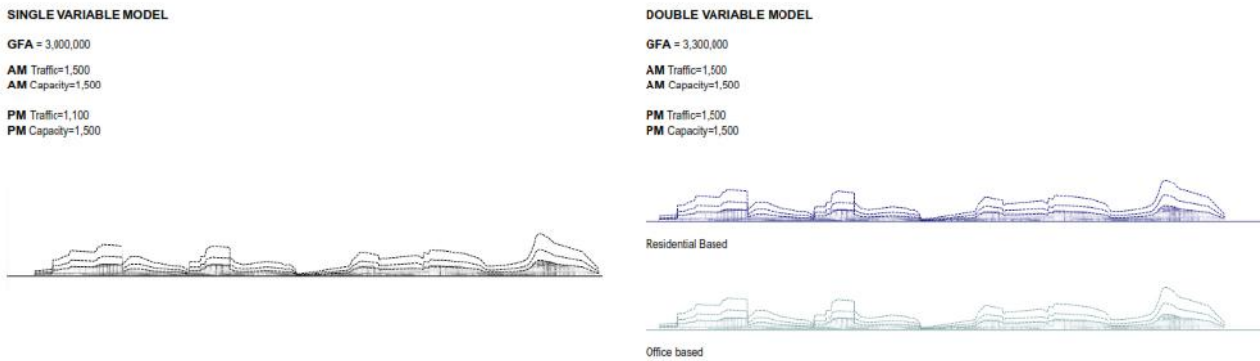 SINGLE VARIABLE MODEL
GFA = 3,000,000
AM Traffic=1,500
AM Capacity=1,500
PM Traffic=1,100
PM Capacity=1,500
DOUBLE VARIABLE MODEL
GFA = 3,300,000
AM Traffic=1,500
AM Capacity=1,500
PM Traffic=1,500
PM Capacity=1,500
Residential Based
Office based